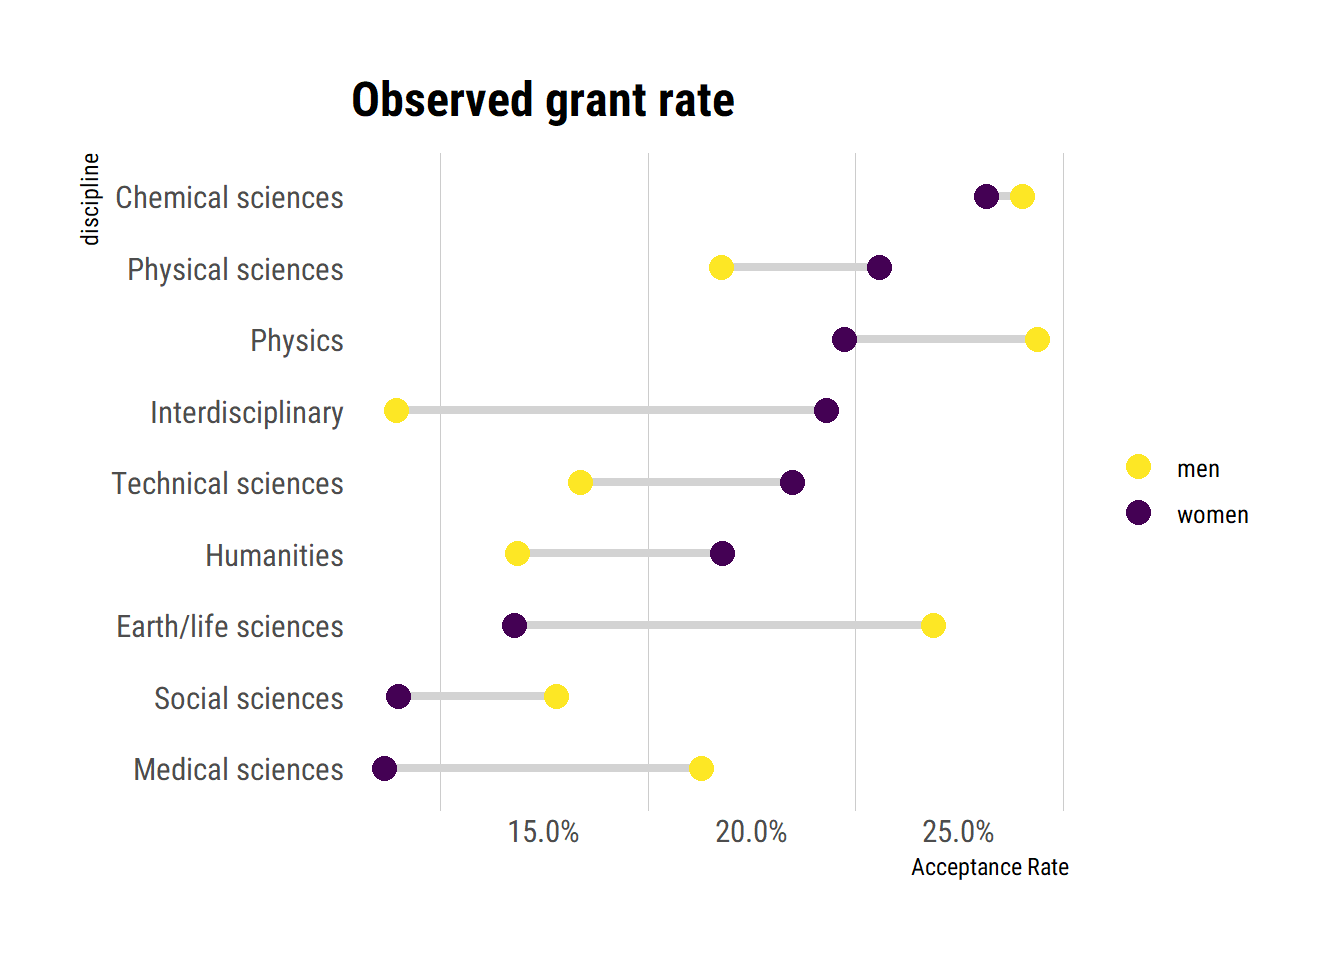 Observed grant rate
discipline
Chemical sciences
Physical sciences
Physics
Interdisciplinary
Technical sciences
Humanities
Earth/life sciences
Social sciences
Medical sciences
15.0% 20.0% 25.0%
Acceptance Rate
men
women